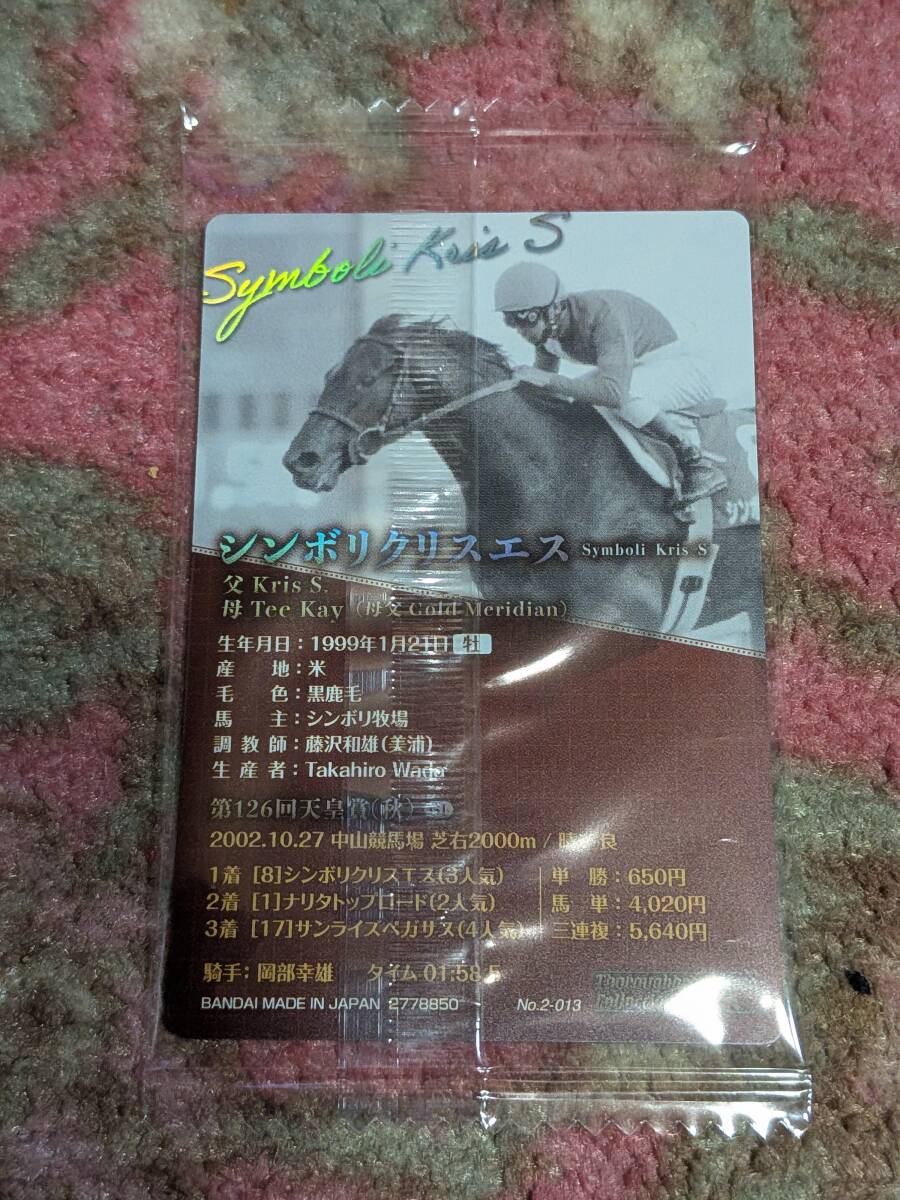 Symboli Kris S
シンボリクリスエス Symboli Kris S
父 Kris S.
母 Tee Kay(母父 Gold Meridian)
生年月日：1999年1月21日 牡
産地：米
毛色：黒鹿毛
馬主：シンボリ牧場
調教師：藤沢和雄(美浦)
生産者：Takahiro Wada
第126回天皇賞(秋) G1
2002.10.27 中山競馬場 芝右2000m / 晴 良
1着 [8]シンボリクリスエス(3人気) 単勝：650円
2着 [1]ナリタトップロード(2人気) 馬単：4,020円
3着 [17]サンライズペガサス(4人気) 三連複：5,640円
騎手：岡部幸雄 タイム 01:58.5
BANDAI MADE IN JAPAN 2778850 No.2-013